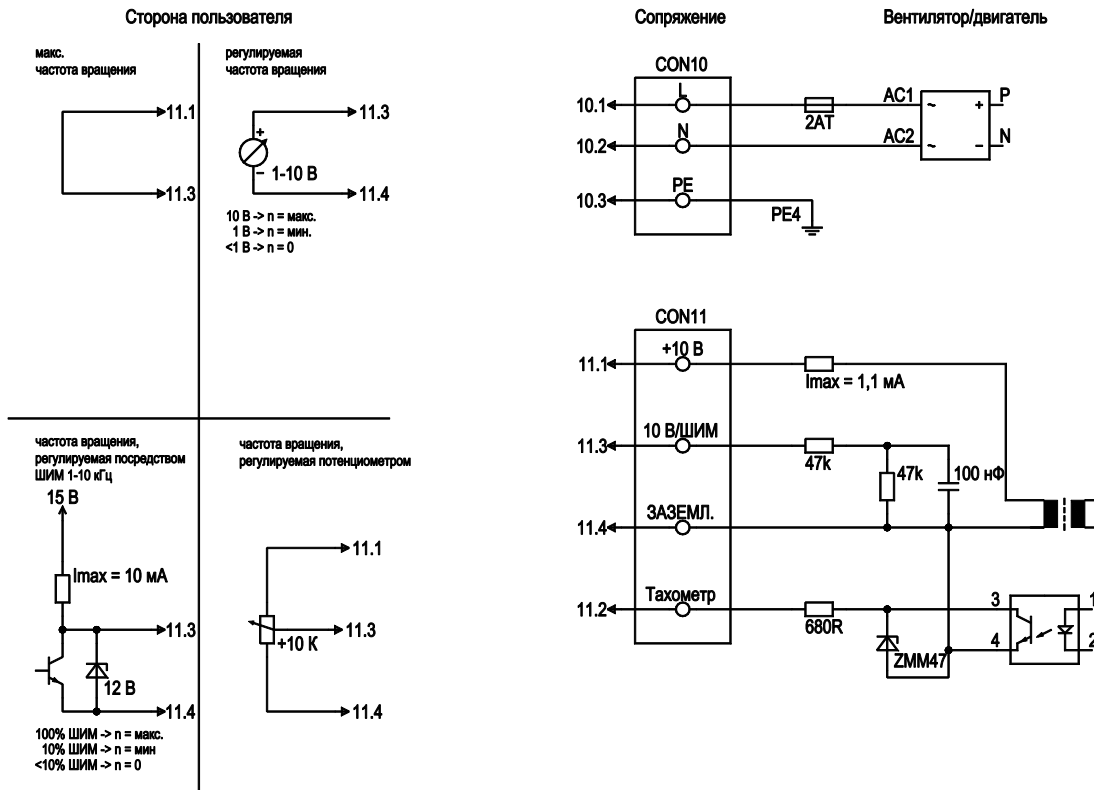 Сторона пользователя
Сопряжение
Вентилятор/двигатель
макс.
частота вращения
11.1
11.3
регулируемая
частота вращения
11.3
+
−
1-10 В
11.4
10 В -> n = макс.
1 В -> n = мин.
<1 В -> n = 0
CON10
10.1
L
2AT
AC1
~
+
P
10.2
N
AC2
~
−
N
10.3
PE
PE4
CON11
11.1
+10 В
Imax = 1,1 мА
11.3
10 В/ШИМ
47k
47k
100 нФ
11.4
ЗАЗЕМЛ.
11.2
Тахометр
680R
ZMM47
3
4
1
2
частота вращения,
регулируемая посредством
ШИМ 1-10 кГц
15 В
Imax = 10 мА
11.3
12 В
11.4
100% ШИМ -> n = макс.
10% ШИМ -> n = мин
<10% ШИМ -> n = 0
частота вращения,
регулируемая потенциометром
11.1
11.3
+10 К
11.4